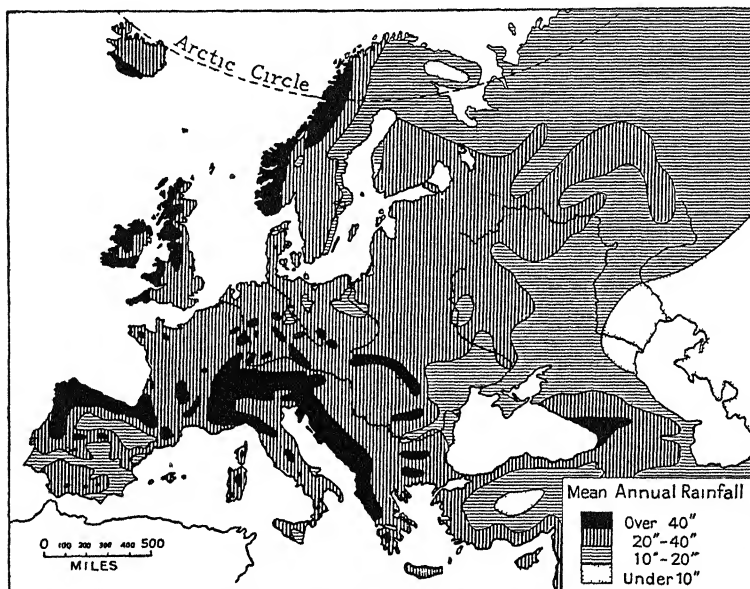 Arctic Circle
Mean Annual Rainfall
Over 40"
20"-40"
10"-20"
Under 10"
0 100 200 300 400 500
MILES